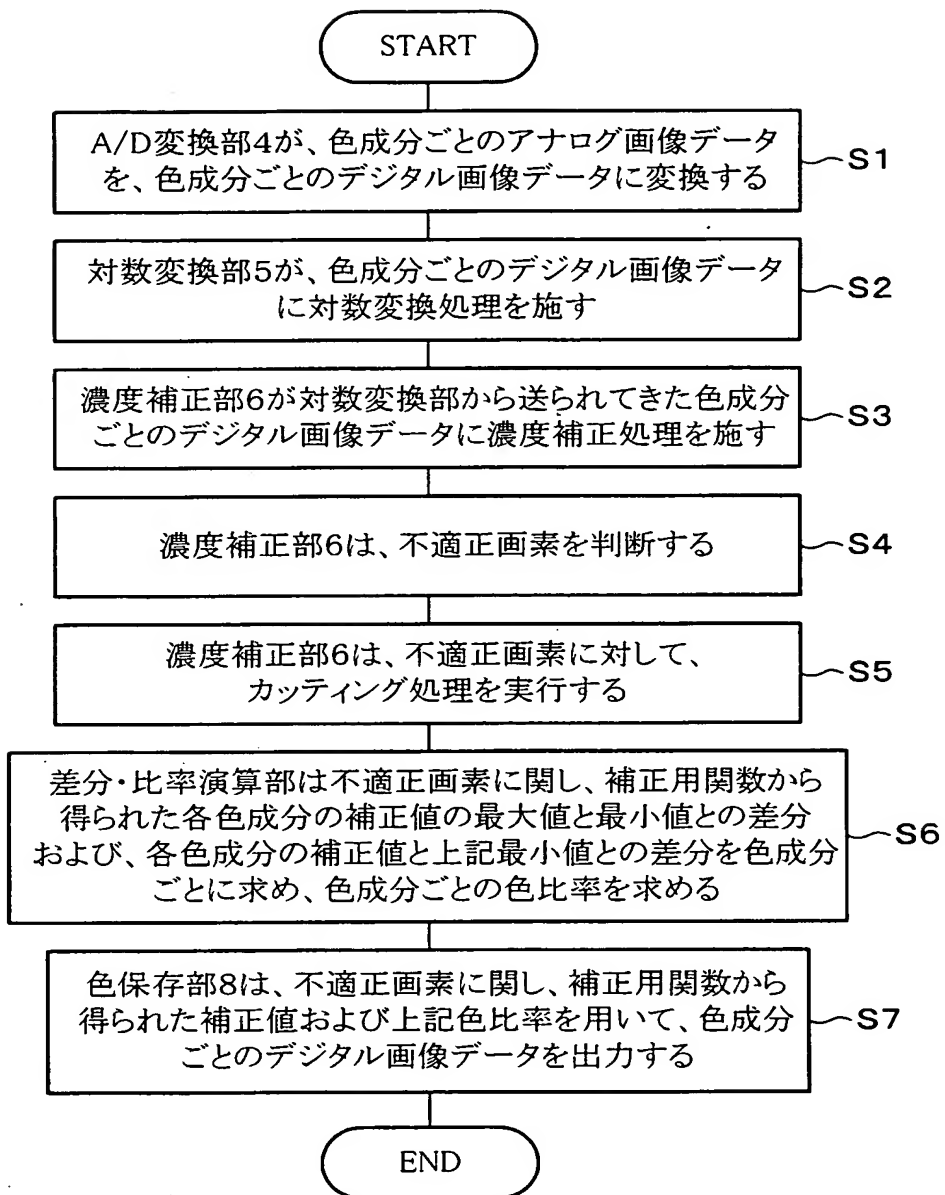 START
A/D変換部4が、色成分ごとのアナログ画像データ
を、色成分ごとのデジタル画像データに変換する
S1
対数変換部5が、色成分ごとのデジタル画像データ
に対数変換処理を施す
S2
濃度補正部6が対数変換部から送られてきた色成分
ごとのデジタル画像データに濃度補正処理を施す
S3
濃度補正部6は、不適正画素を判断する
S4
濃度補正部6は、不適正画素に対して、
カッティング処理を実行する
S5
差分・比率演算部は不適正画素に関し、補正用関数から
得られた各色成分の補正値の最大値と最小値との差分
および、各色成分の補正値と上記最小値との差分を色成分
ごとに求め、色成分ごとの色比率を求める
S6
色保存部8は、不適正画素に関し、補正用関数から
得られた補正値および上記色比率を用いて、色成分
ごとのデジタル画像データを出力する
S7
END